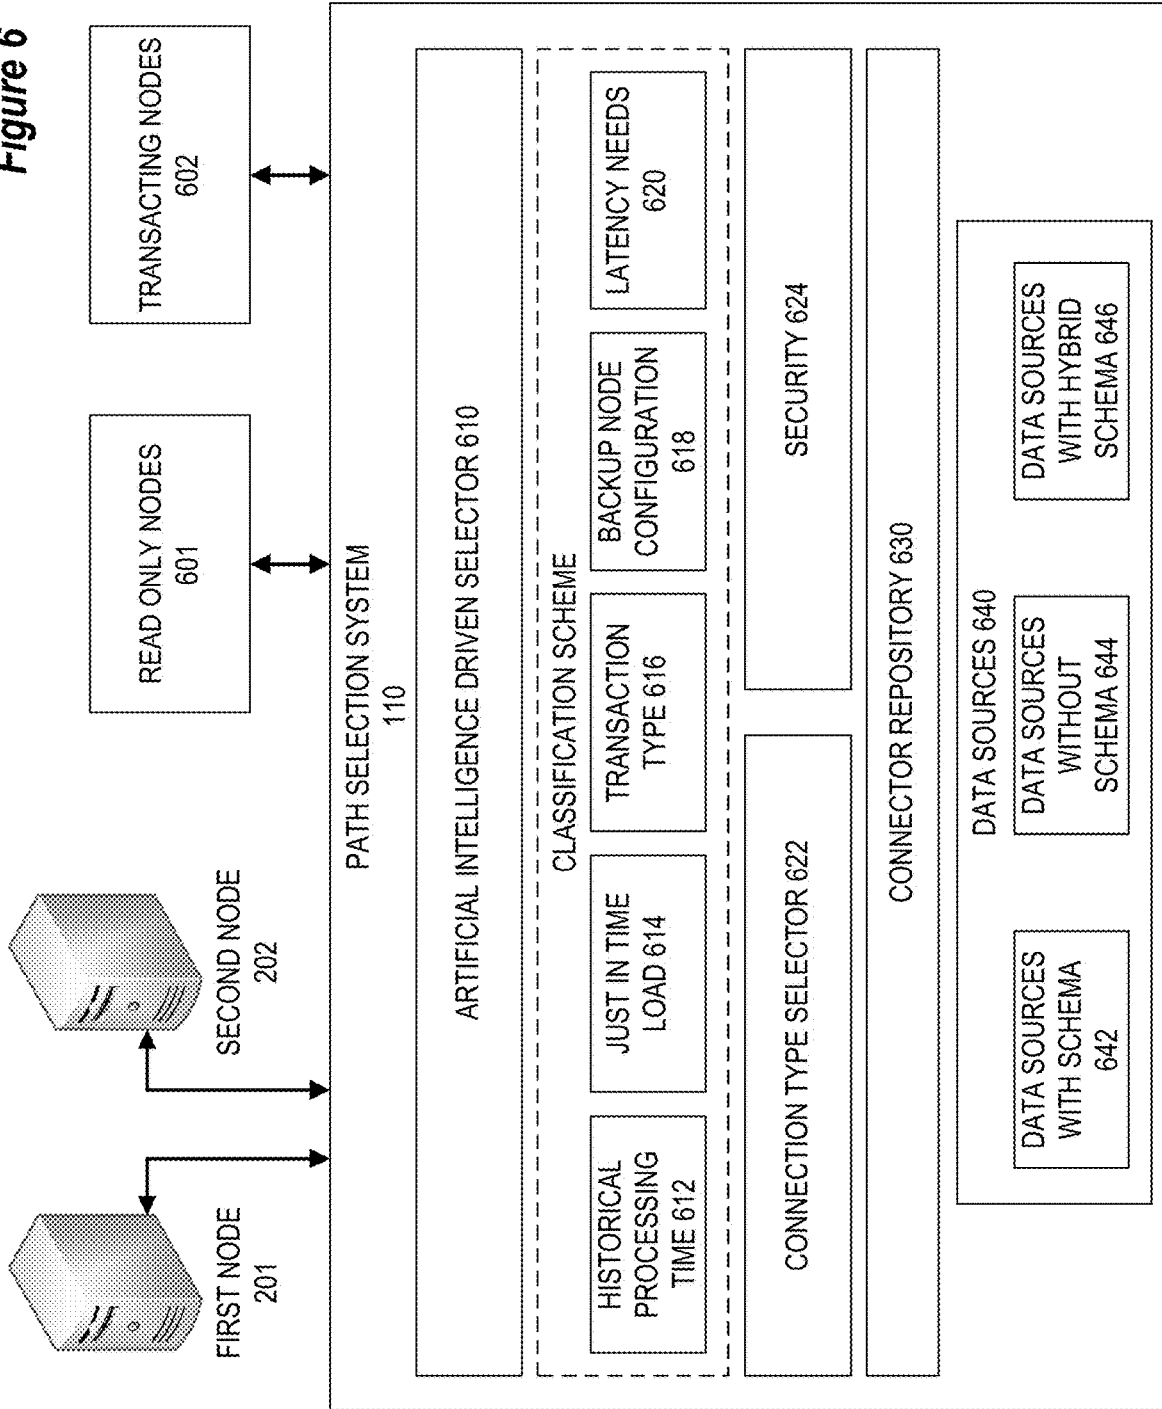 Figure 6
FIRST NODE
201
SECOND NODE
202
READ ONLY NODES
601
TRANSACTING NODES
602
PATH SELECTION SYSTEM
110
ARTIFICIAL INTELLIGENCE DRIVEN SELECTOR 610
CLASSIFICATION SCHEME
HISTORICAL
PROCESSING
TIME 612
JUST IN TIME
LOAD 614
TRANSACTION
TYPE 616
BACKUP NODE
CONFIGURATION
618
LATENCY NEEDS
620
CONNECTION TYPE SELECTOR 622
SECURITY 624
CONNECTOR REPOSITORY 630
DATA SOURCES 640
DATA SOURCES
WITH SCHEMA
642
DATA SOURCES
WITHOUT
SCHEMA 644
DATA SOURCES
WITH HYBRID
SCHEMA 646